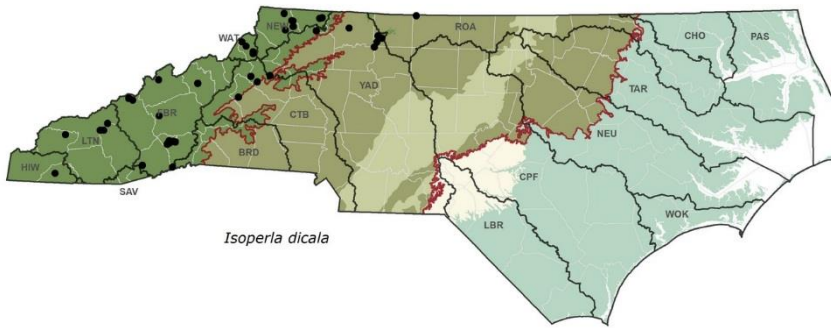 NEW
ROA
WAT
CHO
PAS
TAR
YAD
FBR
CTB
LTN
NEU
BRD
HIW
CPF
SAV
WOK
LBR
Isoperla dicala